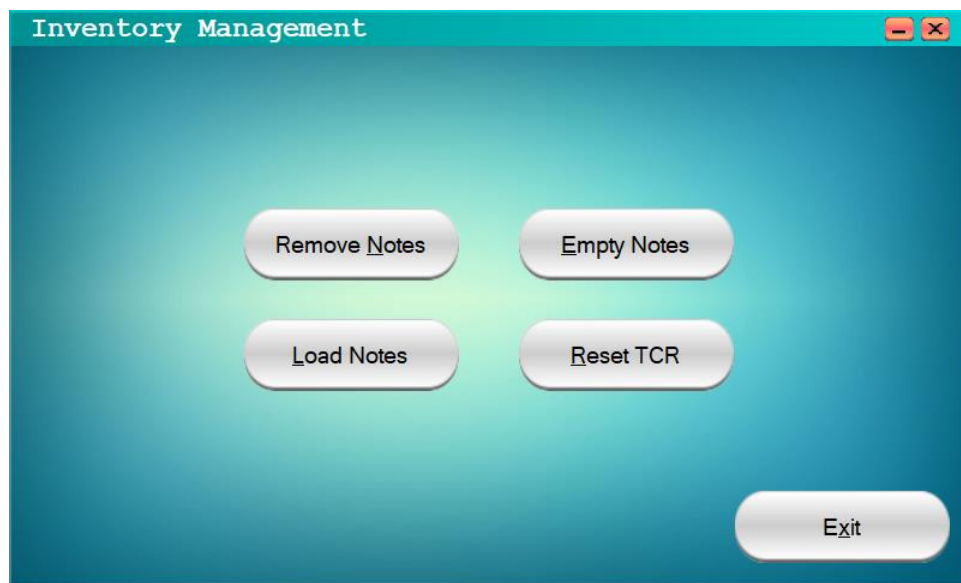 Inventory Management
Remove Notes
Empty Notes
Load Notes
Reset TCR
Exit